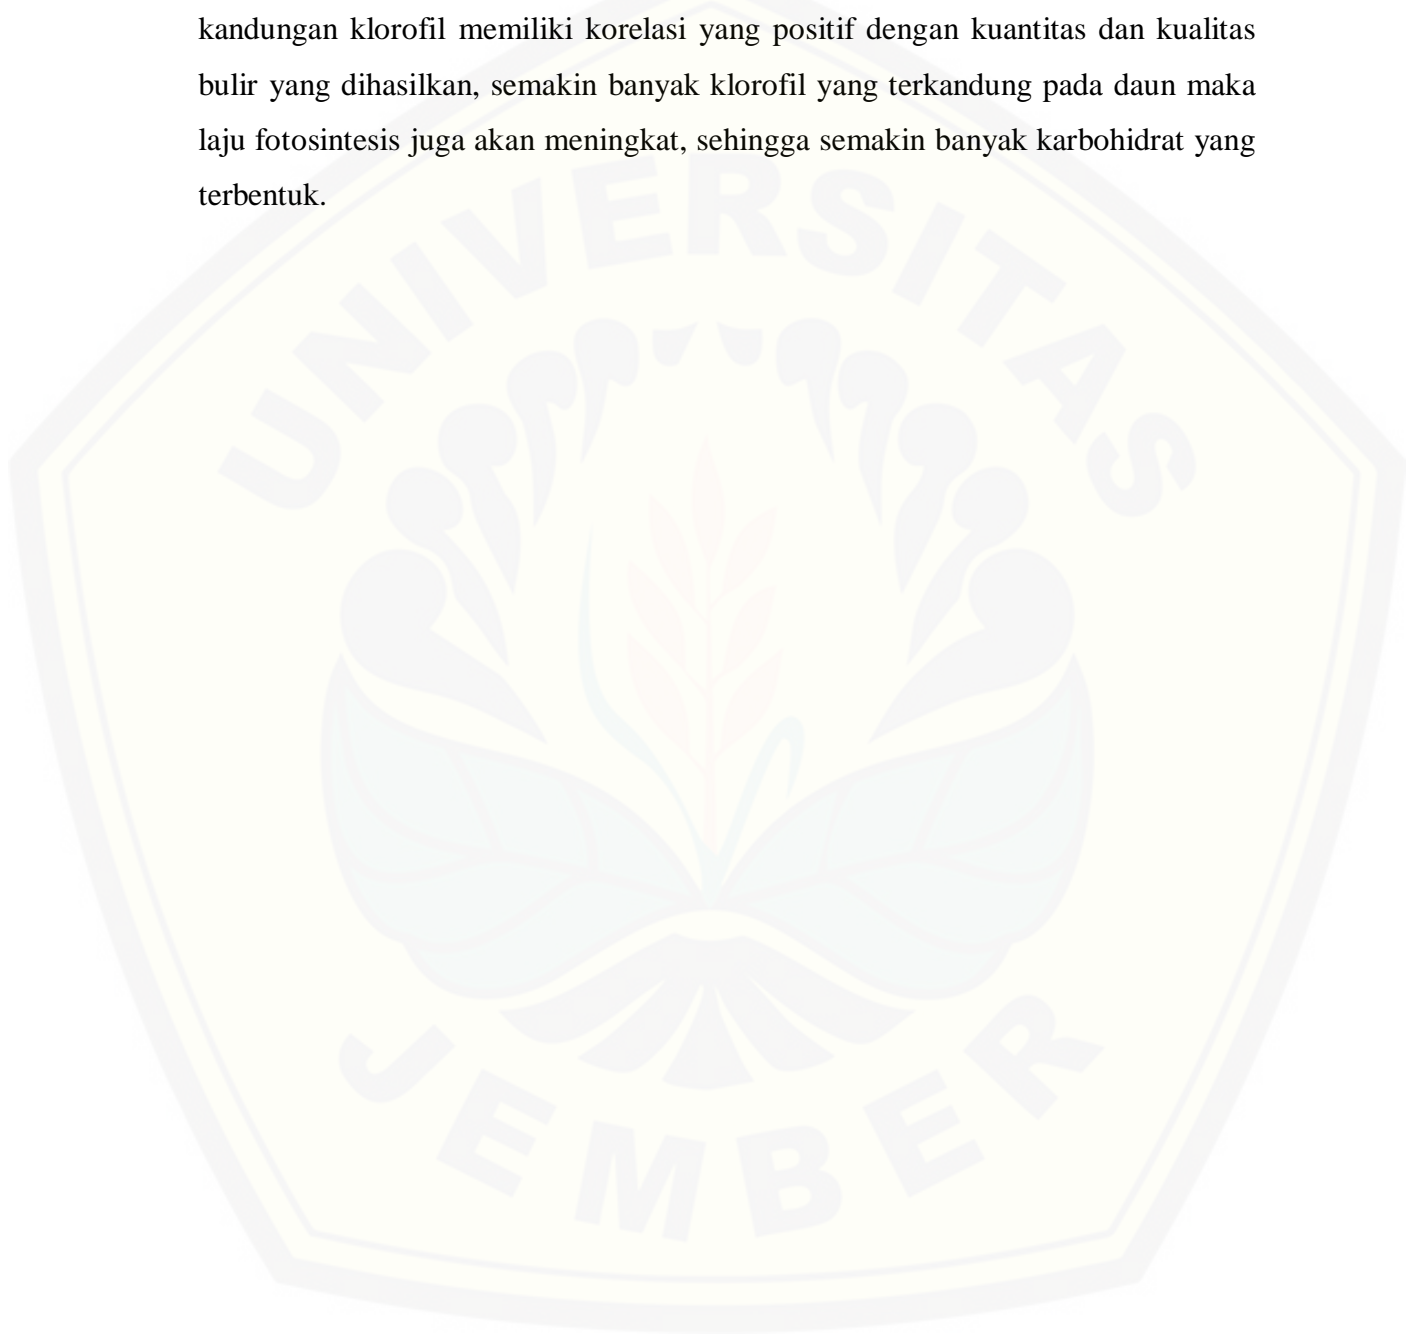 kandungan klorofil memiliki korelasi yang positif dengan kuantitas dan kualitas
bulir yang dihasilkan, semakin banyak klorofil yang terkandung pada daun maka
laju fotosintesis juga akan meningkat, sehingga semakin banyak karbohidrat yang
terbentuk.
UNIVERSITAS
JEMBER